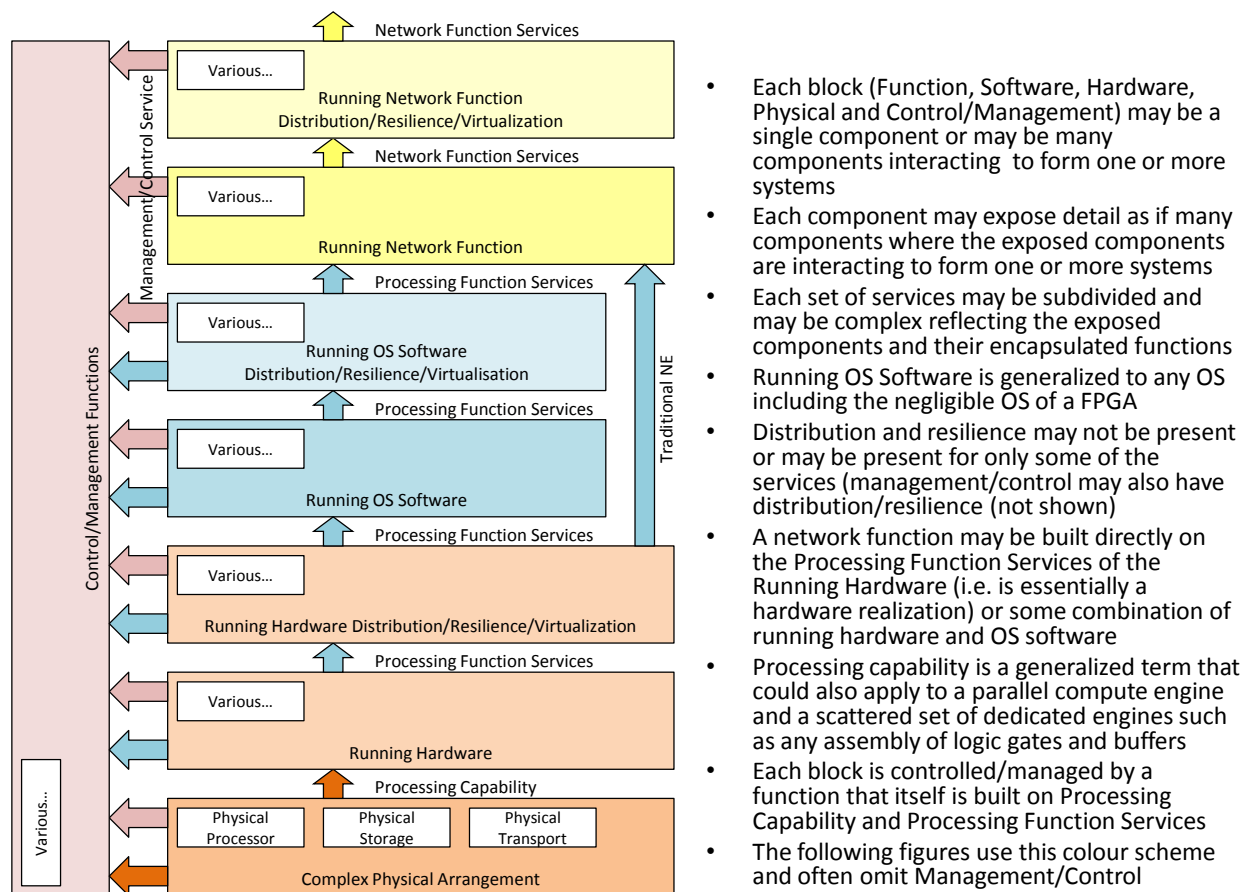 Network Function Services
Various...
Running Network Function
Distribution/Resilience/Virtualization
Network Function Services
Various...
Running Network Function
Processing Function Services
Various...
Running OS Software
Distribution/Resilience/Virtualisation
Processing Function Services
Various...
Running OS Software
Processing Function Services
Various...
Running Hardware Distribution/Resilience/Virtualization
Processing Function Services
Various...
Running Hardware
Processing Capability
Physical
Processor
Physical
Storage
Physical
Transport
Complex Physical Arrangement
Management/Control Service
Control/Management Functions
Various...
Traditional NE
• Each block (Function, Software, Hardware,
Physical and Control/Management) may be a
single component or may be many
components interacting to form one or more
systems
• Each component may expose detail as if many
components where the exposed components
are interacting to form one or more systems
• Each set of services may be subdivided and
may be complex reflecting the exposed
components and their encapsulated functions
• Running OS Software is generalized to any OS
including the negligible OS of a FPGA
• Distribution and resilience may not be present
or may be present for only some of the
services (management/control may also have
distribution/resilience (not shown)
• A network function may be built directly on
the Processing Function Services of the
Running Hardware (i.e. is essentially a
hardware realization) or some combination of
running hardware and OS software
• Processing capability is a generalized term that
could also apply to a parallel compute engine
and a scattered set of dedicated engines such
as any assembly of logic gates and buffers
• Each block is controlled/managed by a
function that itself is built on Processing
Capability and Processing Function Services
• The following figures use this colour scheme
and often omit Management/Control